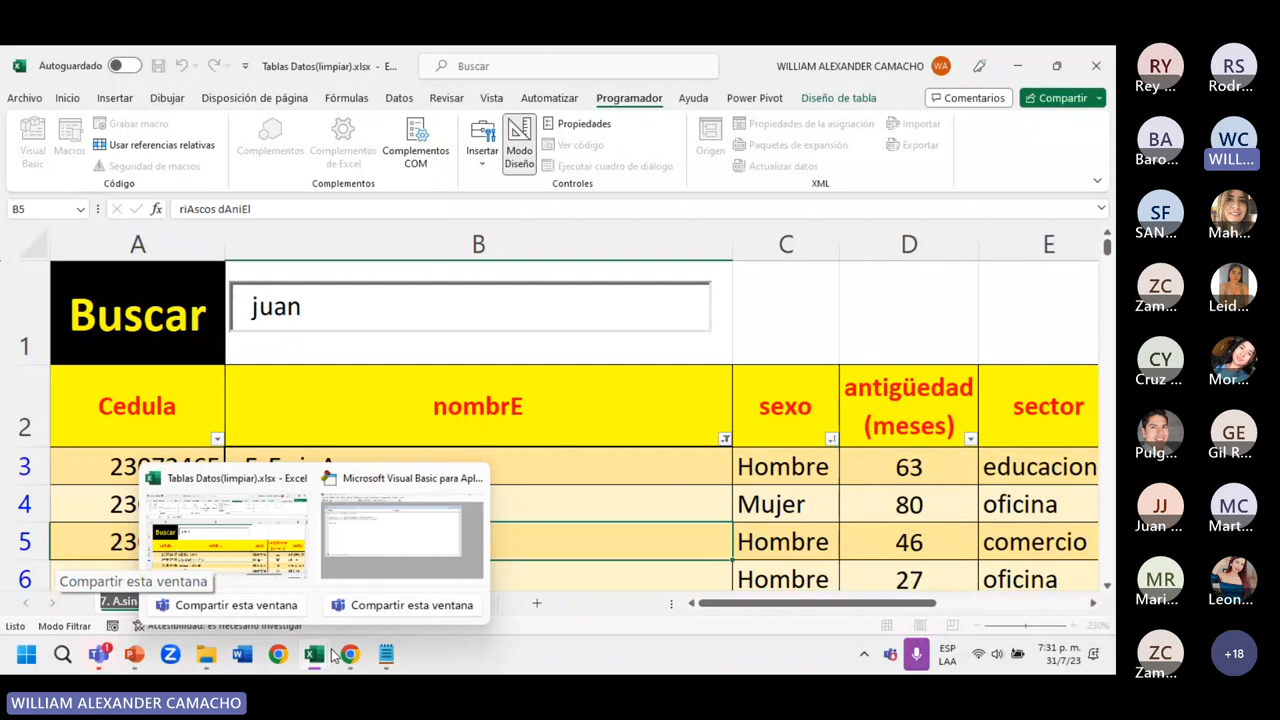 Autoguardado
Tablas Datos(limpiar).xlsx - E...
Buscar
WILLIAM ALEXANDER CAMACHO
WA
Archivo Inicio Insertar Dibujar Disposición de página Fórmulas Datos Revisar Vista Automatizar Programador Ayuda Power Pivot Diseño de tabla
Comentarios
Compartir
Visual Basic
Macros
Grabar macro
Usar referencias relativas
Seguridad de macros
Código
Complementos
Complementos de Excel
Complementos COM
Complementos
Insertar
Modo Diseño
Propiedades
Ver código
Ejecutar cuadro de diálogo
Controles
Origen
Propiedades de la asignación
Paquetes de expansión
Actualizar datos
Importar
Exportar
XML
B5
fx
riAscos dAniEl
A B C D E
1 Buscar juan
2 Cedula nombrE sexo antigüedad (meses) sector
3 Hombre 63 educacion
4 Mujer 80 oficina
5 Hombre 46 comercio
6 Hombre 27 oficina
Tablas Datos(limpiar).xlsx - Excel
Microsoft Visual Basic para Apl...
Buscar
Compartir esta ventana
Compartir esta ventana
Compartir esta ventana
7. A.sin
Listo Modo Filtrar
230%
ESP
LAA
7:31 p. m.
31/7/23
WILLIAM ALEXANDER CAMACHO
RY
Rey ...
RS
Rodr...
BA
Baro...
WC
WILL...
SF
SAN...
Mah...
ZC
Zam...
Leid...
CY
Cruz ...
Mor...
Pulg...
GE
Gil R...
JJ
Juan ...
MC
Mart...
MR
Mari...
Leon...
ZC
Zam...
+18